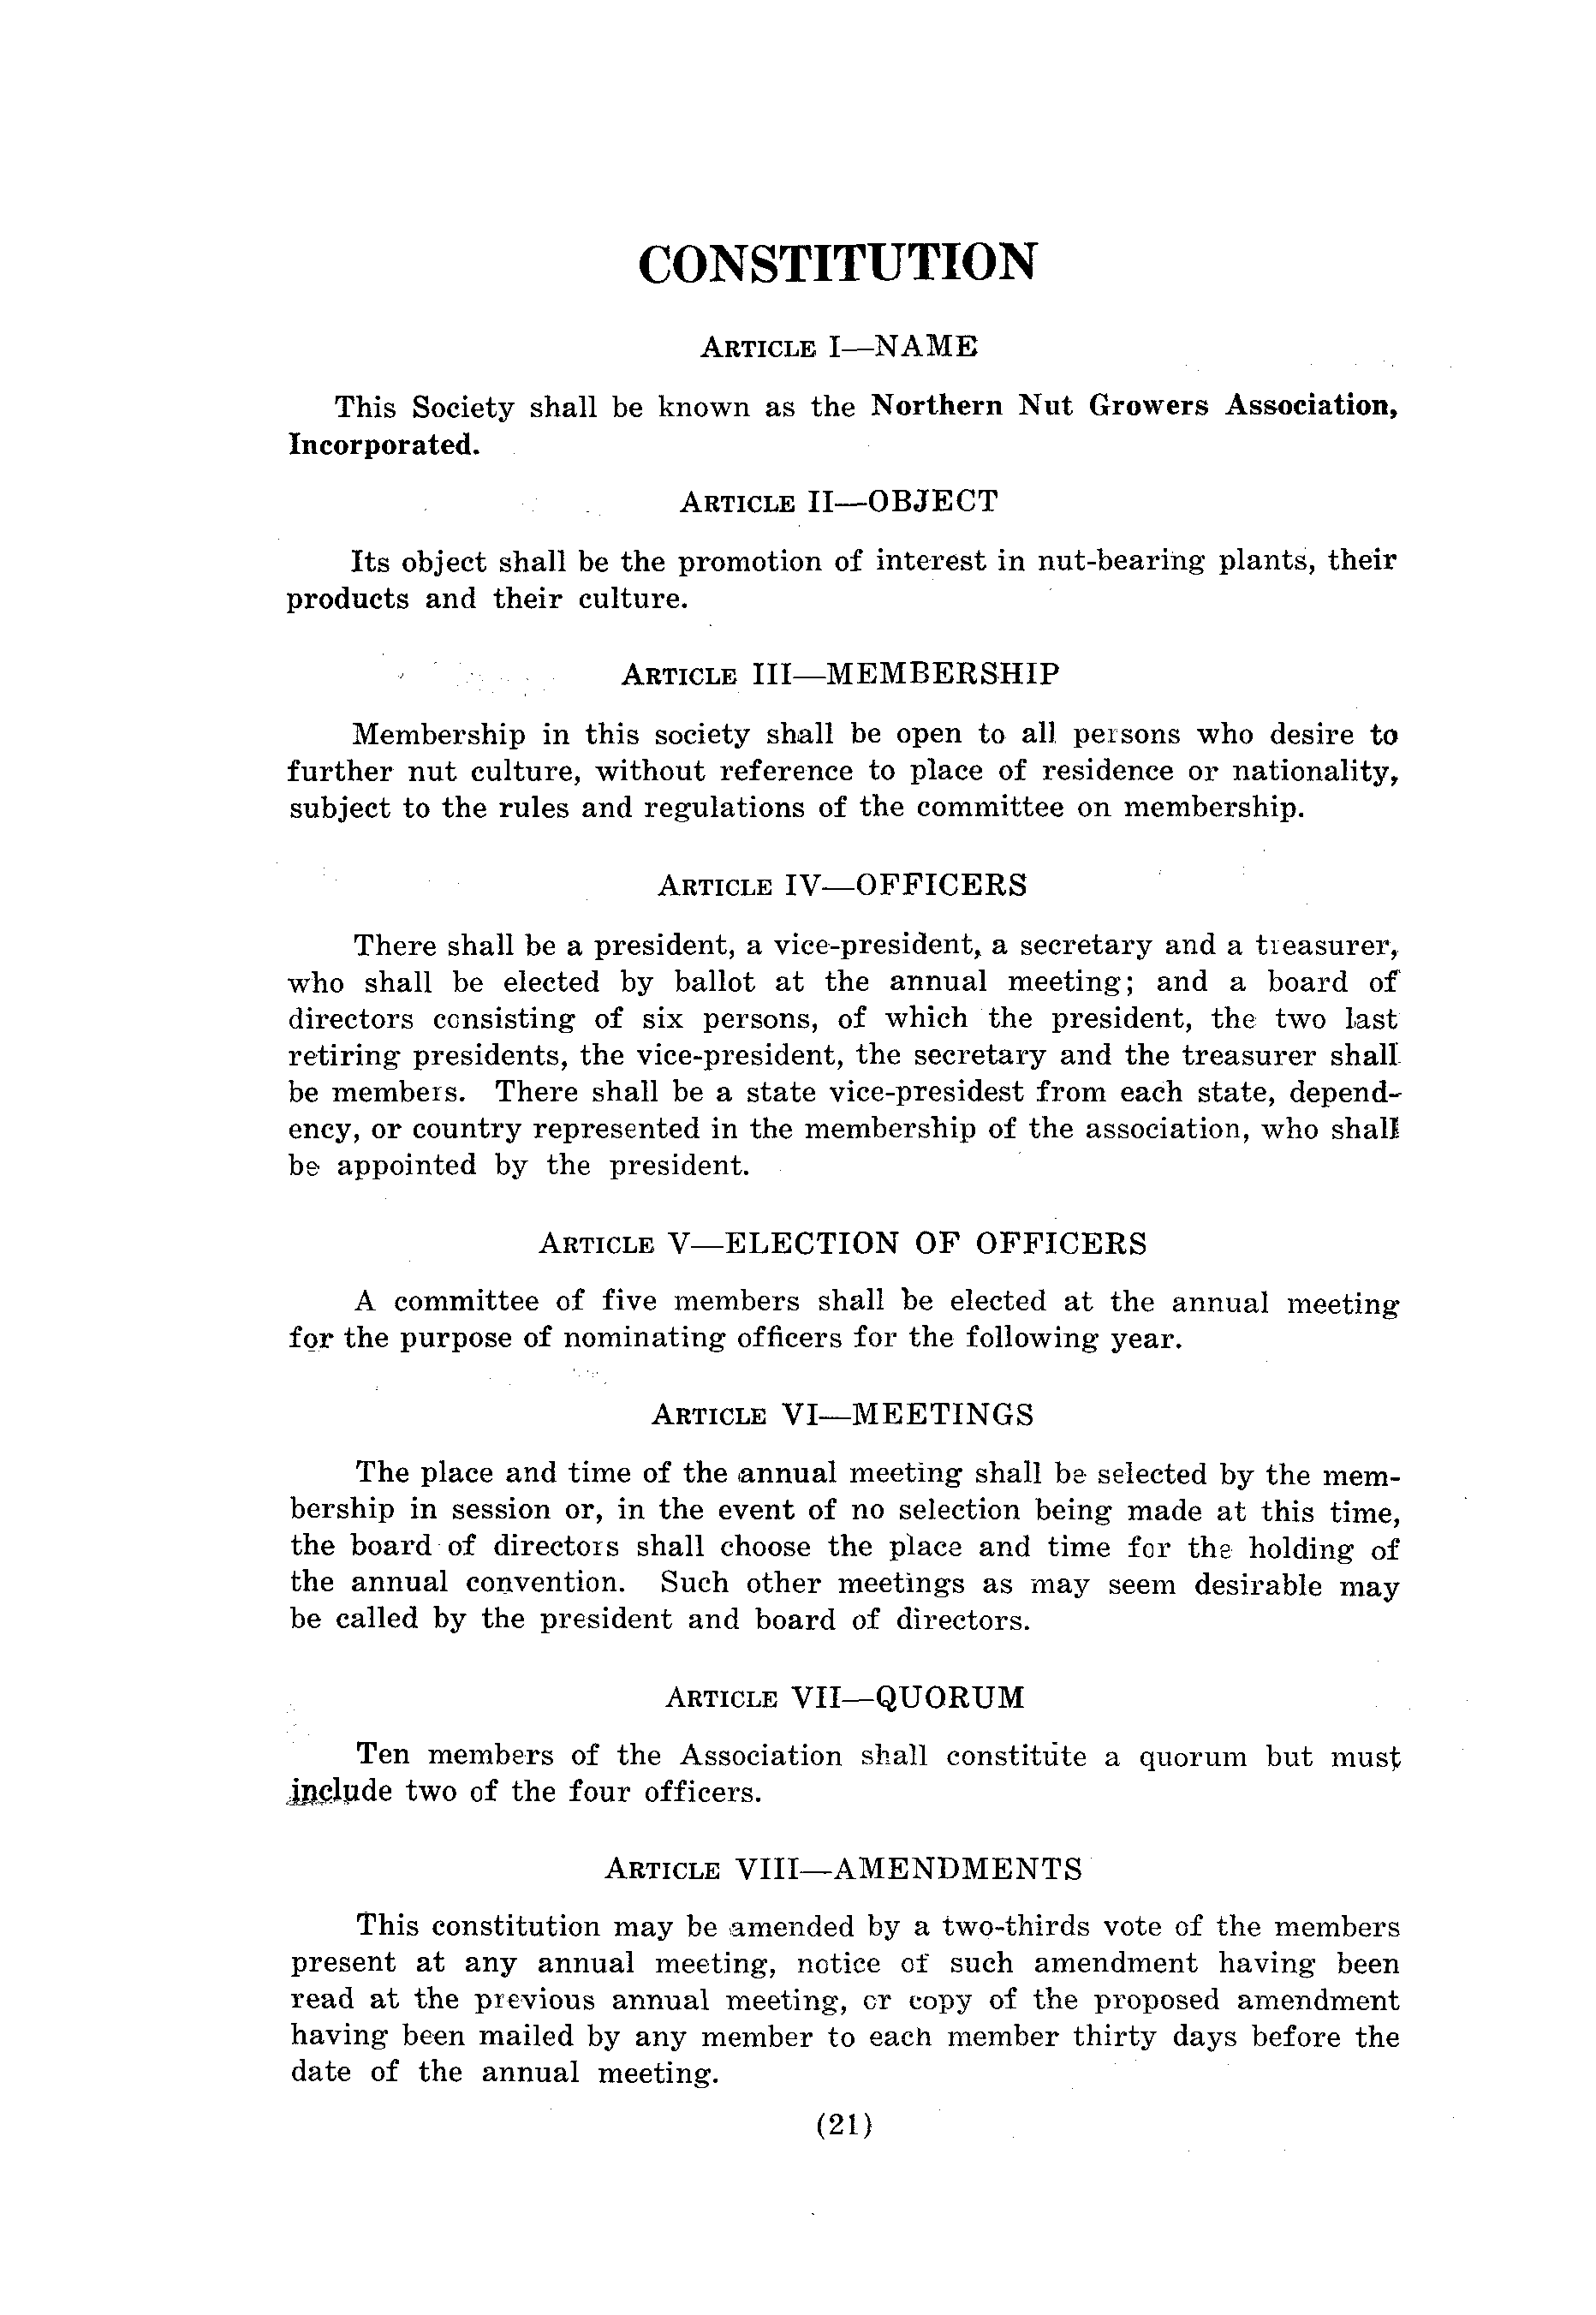 CONSTITUTION
ARTICLE I—NAME
This Society shall be known as the Northern Nut Growers Association,
Incorporated.
ARTICLE II—OBJECT
Its object shall be the promotion of interest in nut-bearing plants, their
products and their culture.
ARTICLE III—MEMBERSHIP
Membership in this society shall be open to all persons who desire to
further nut culture, without reference to place of residence or nationality,
subject to the rules and regulations of the committee on membership.
ARTICLE IV—OFFICERS
There shall be a president, a vice-president, a secretary and a treasurer,
who shall be elected by ballot at the annual meeting; and a board of
directors consisting of six persons, of which the president, the two last
retiring presidents, the vice-president, the secretary and the treasurer shall
be members. There shall be a state vice-presidest from each state, depend-
ency, or country represented in the membership of the association, who shall
be appointed by the president.
ARTICLE V—ELECTION OF OFFICERS
A committee of five members shall be elected at the annual meeting
for the purpose of nominating officers for the following year.
ARTICLE VI—MEETINGS
The place and time of the annual meeting shall be selected by the mem-
bership in session or, in the event of no selection being made at this time,
the board of directors shall choose the place and time for the holding of
the annual convention. Such other meetings as may seem desirable may
be called by the president and board of directors.
ARTICLE VII—QUORUM
Ten members of the Association shall constitute a quorum but must
include two of the four officers.
ARTICLE VIII—AMENDMENTS
This constitution may be amended by a two-thirds vote of the members
present at any annual meeting, notice of such amendment having been
read at the previous annual meeting, or copy of the proposed amendment
having been mailed by any member to each member thirty days before the
date of the annual meeting.
(21)